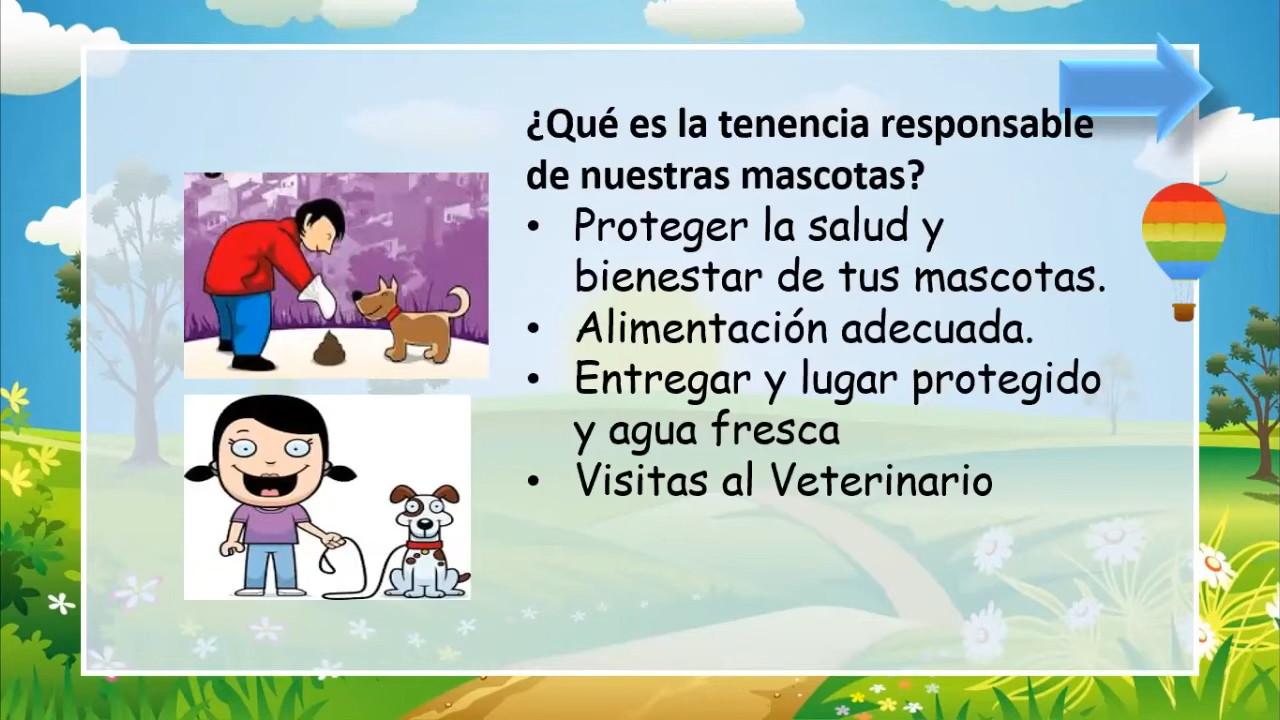 ¿Qué es la tenencia responsable
de nuestras mascotas?
• Proteger la salud y
bienestar de tus mascotas.
• Alimentación adecuada.
• Entregar y lugar protegido
y agua fresca
• Visitas al Veterinario